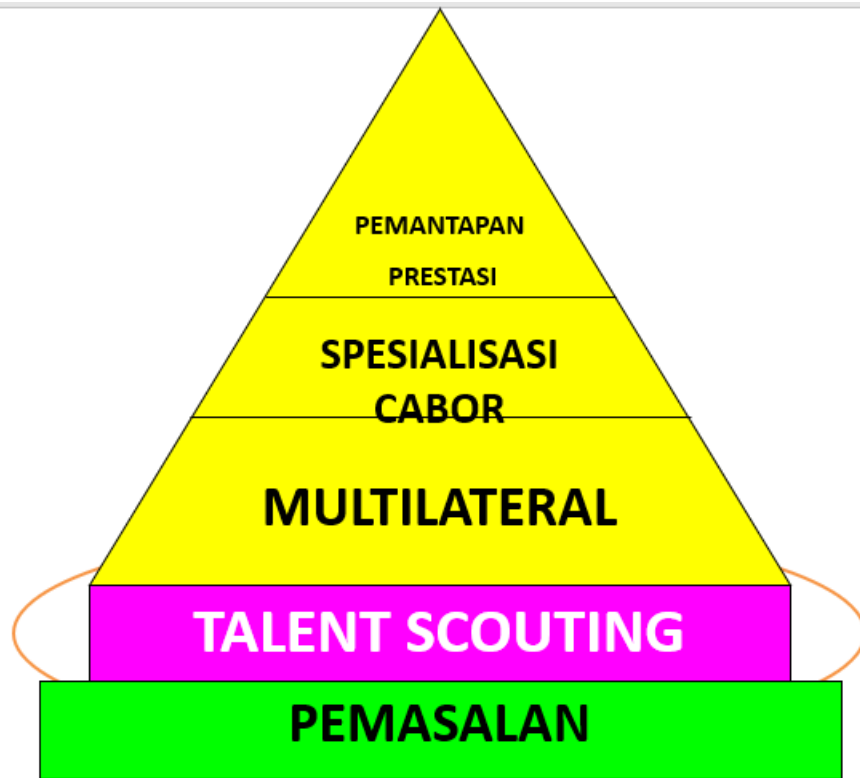 PEMANTAPAN
PRESTASI
SPESIALISASI
CABOR
MULTILATERAL
TALENT SCOUTING
PEMASALAN